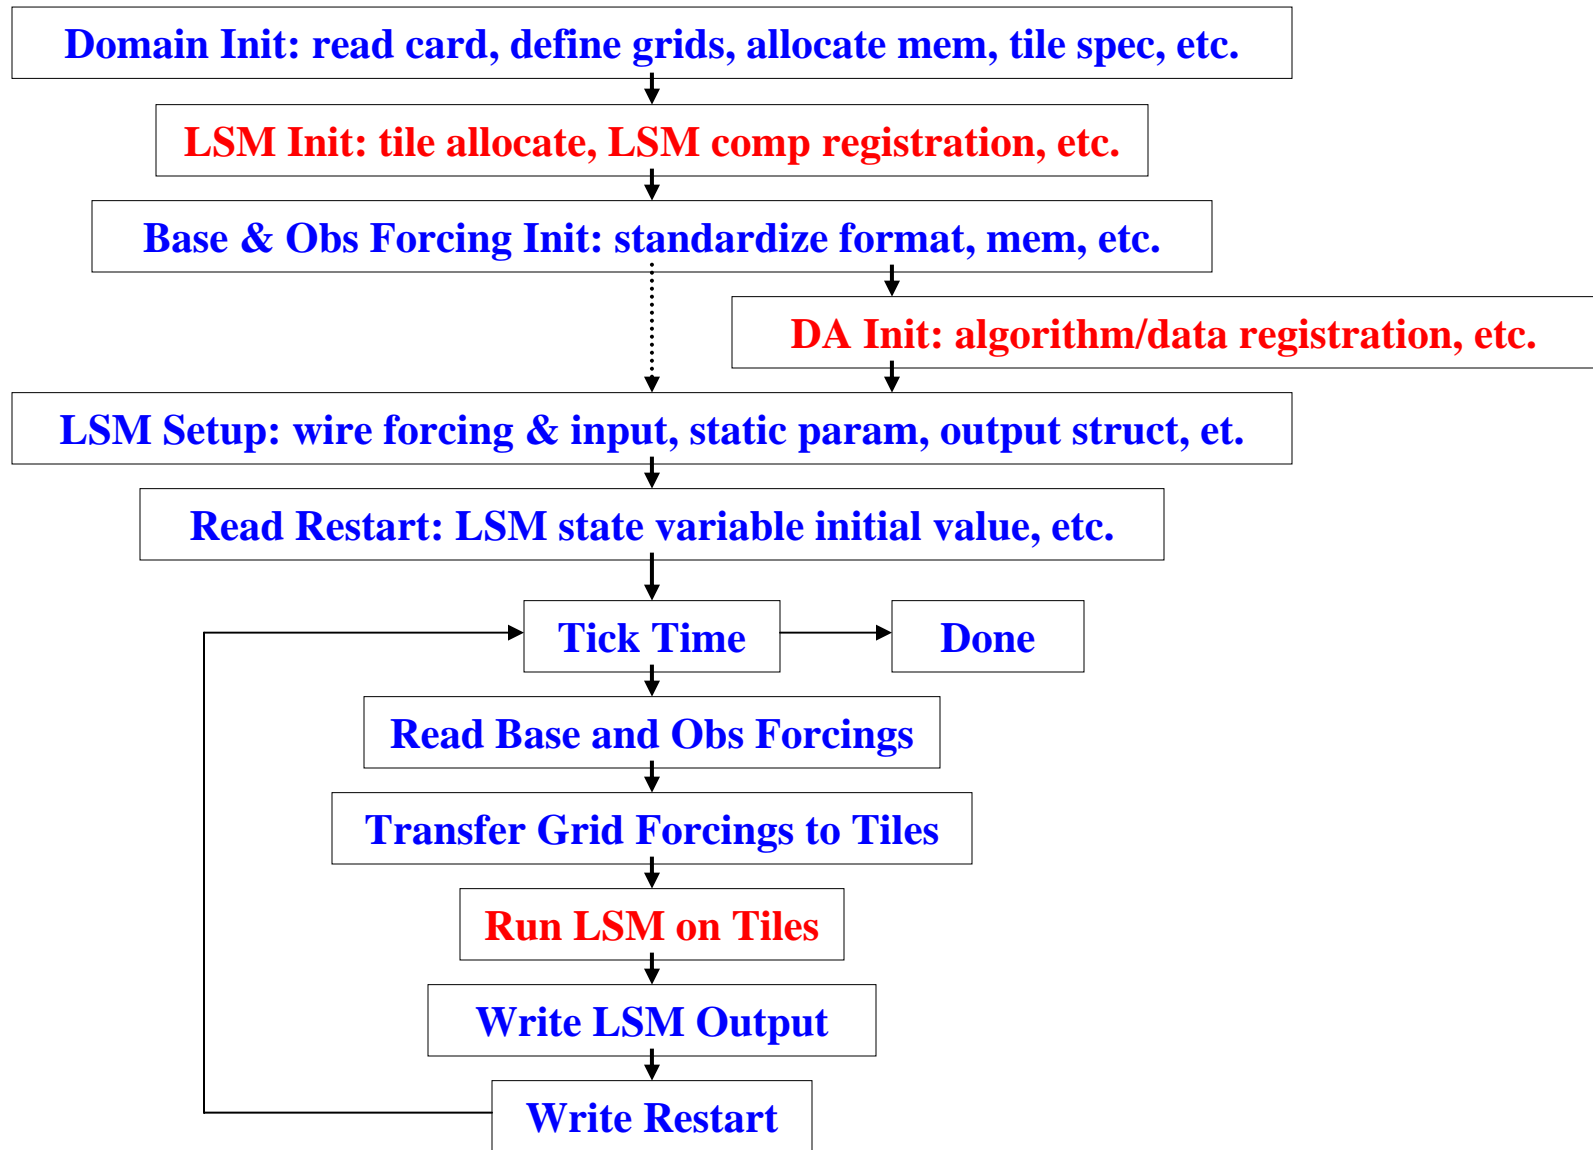 Domain Init: read card, define grids, allocate mem, tile spec, etc.
LSM Init: tile allocate, LSM comp registration, etc.
Base & Obs Forcing Init: standardize format, mem, etc.
DA Init: algorithm/data registration, etc.
LSM Setup: wire forcing & input, static param, output struct, et.
Read Restart: LSM state variable initial value, etc.
Tick Time
Done
Read Base and Obs Forcings
Transfer Grid Forcings to Tiles
Run LSM on Tiles
Write LSM Output
Write Restart